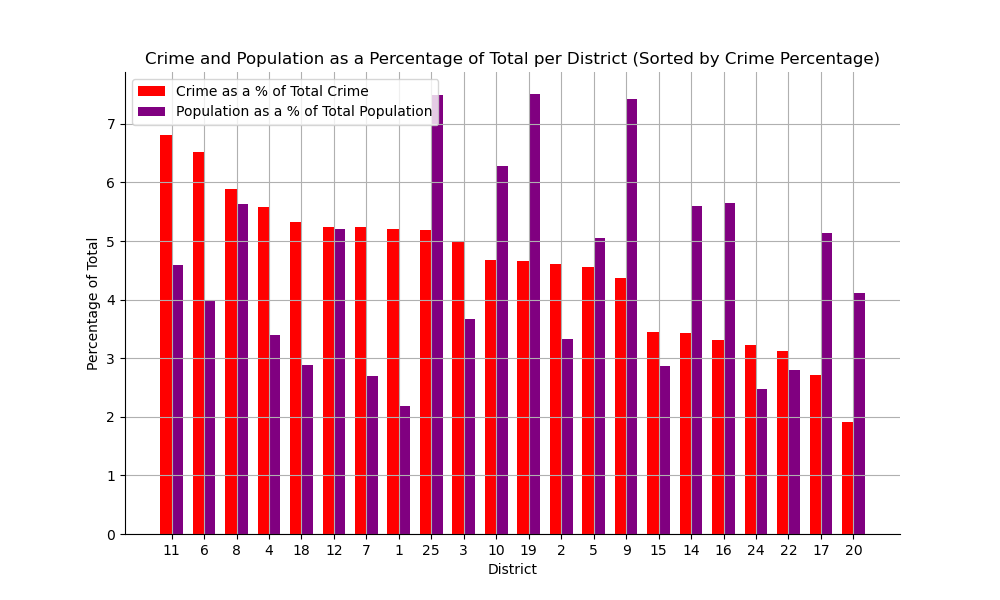 Crime and Population as a Percentage of Total per District (Sorted by Crime Percentage)
Crime as a % of Total Crime
Population as a % of Total Population
7
6
5
4
3
2
1
0
Percentage of Total
11 6 8 4 18 12 7 1 25 3 10 19 2 5 9 15 14 16 24 22 17 20
District